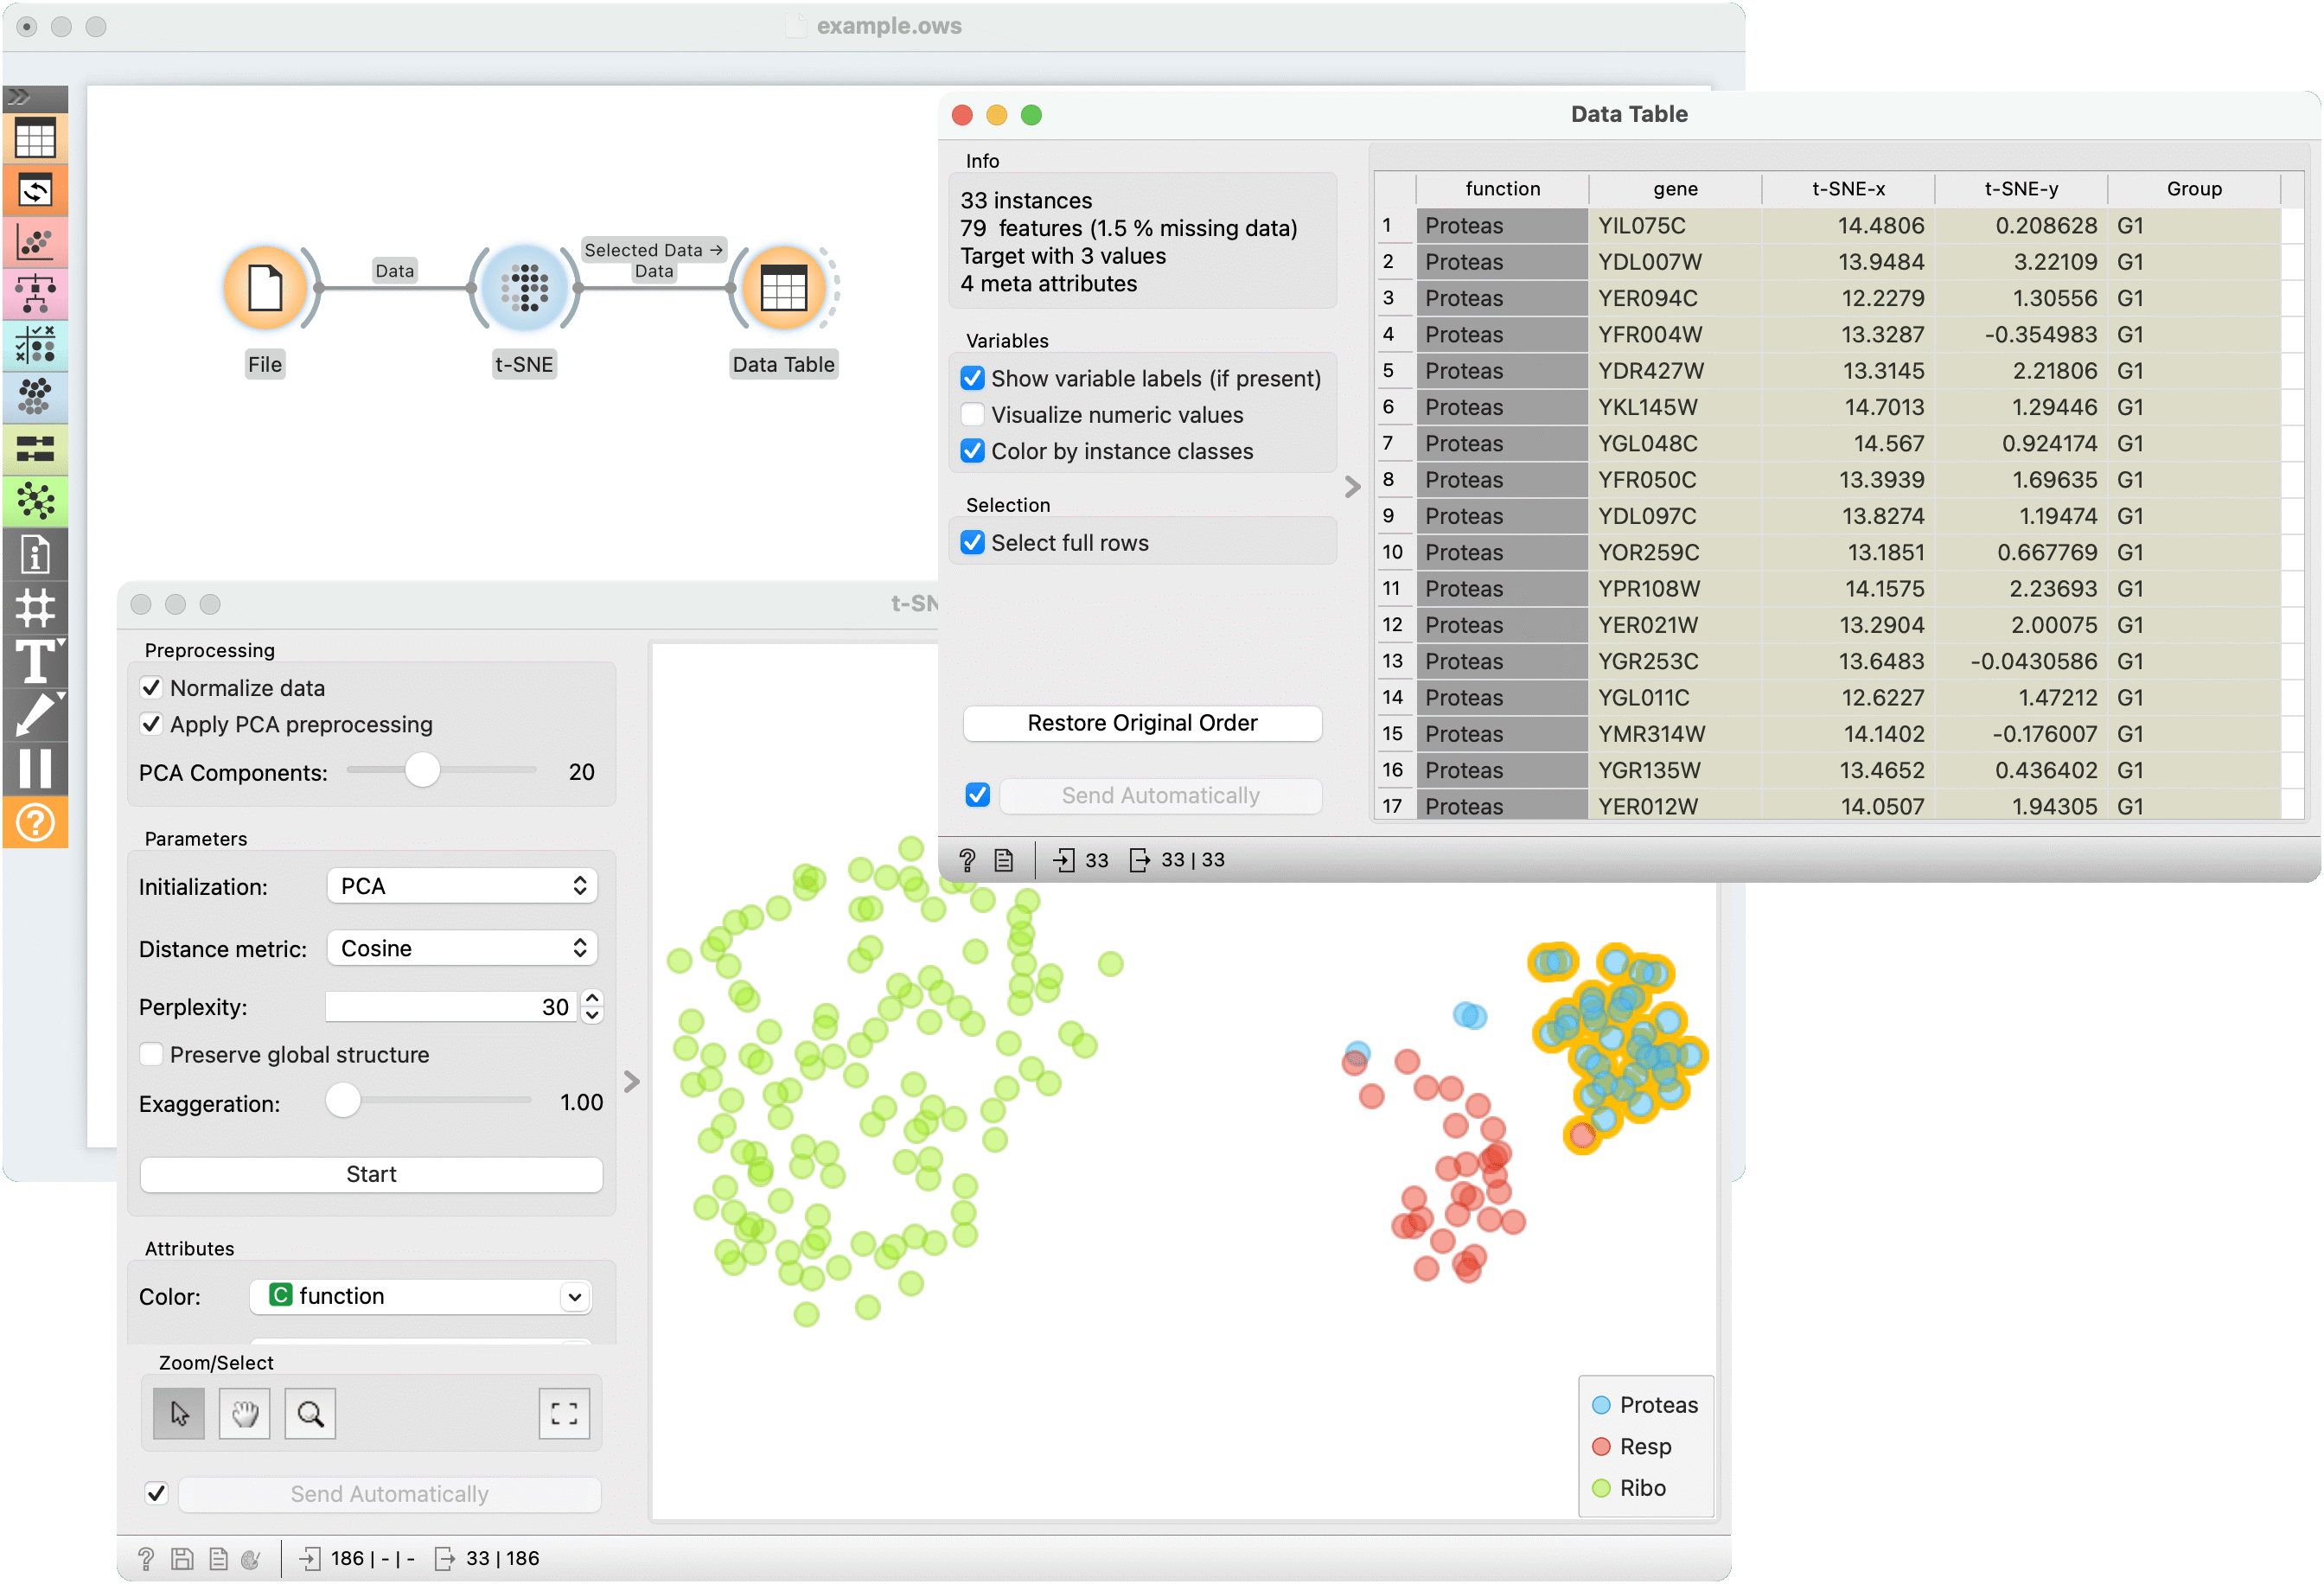 example.ows
Data
Selected Data →
Data
File
t-SNE
Data Table
Data Table
Info
33 instances
79 features (1.5 % missing data)
Target with 3 values
4 meta attributes
Variables
Show variable labels (if present)
Visualize numeric values
Color by instance classes
Selection
Select full rows
Restore Original Order
Send Automatically
? 33 33 | 33
function gene t-SNE-x t-SNE-y Group
1 Proteas YIL075C 14.4806 0.208628 G1
2 Proteas YDL007W 13.9484 3.22109 G1
3 Proteas YER094C 12.2279 1.30556 G1
4 Proteas YFR004W 13.3287 -0.354983 G1
5 Proteas YDR427W 13.3145 2.21806 G1
6 Proteas YKL145W 14.7013 1.29446 G1
7 Proteas YGL048C 14.567 0.924174 G1
8 Proteas YFR050C 13.3939 1.69635 G1
9 Proteas YDL097C 13.8274 1.19474 G1
10 Proteas YOR259C 13.1851 0.667769 G1
11 Proteas YPR108W 14.1575 2.23693 G1
12 Proteas YER021W 13.2904 2.00075 G1
13 Proteas YGR253C 13.6483 -0.0430586 G1
14 Proteas YGL011C 12.6227 1.47212 G1
15 Proteas YMR314W 14.1402 -0.176007 G1
16 Proteas YGR135W 13.4652 0.436402 G1
17 Proteas YER012W 14.0507 1.94305 G1
t-SN
Preprocessing
Normalize data
Apply PCA preprocessing
PCA Components: 20
Parameters
Initialization: PCA
Distance metric: Cosine
Perplexity: 30
Preserve global structure
Exaggeration: 1.00
Start
Attributes
Color: C function
Zoom/Select
Send Automatically
? 186 | - | - 33 | 186
Proteas
Resp
Ribo